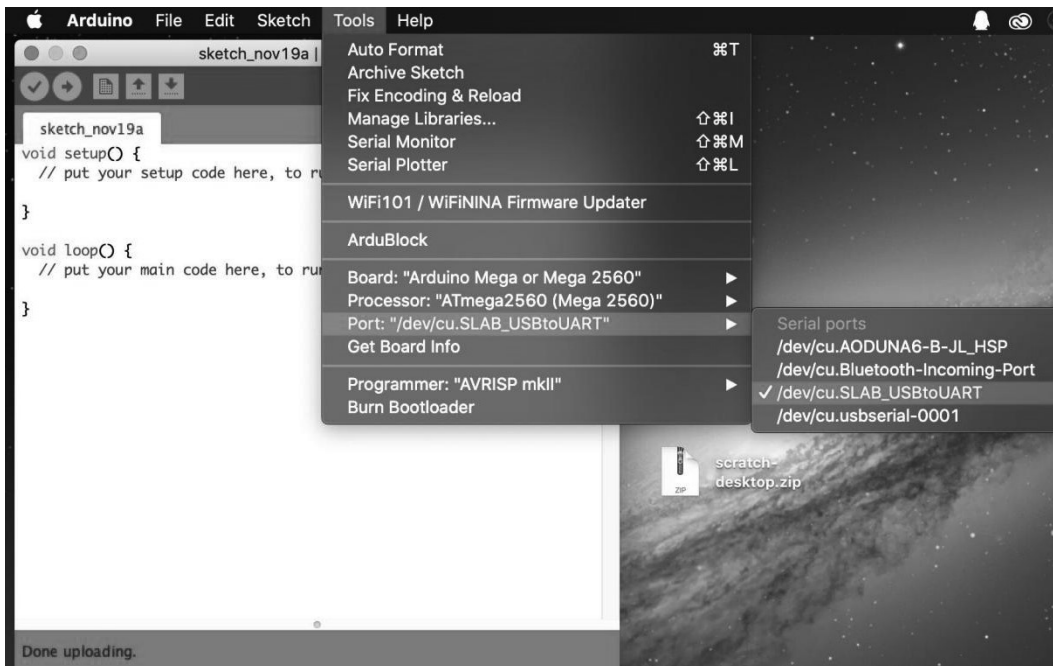 Arduino File Edit Sketch Tools Help
sketch_nov19a |
sketch_nov19a
void setup() {
// put your setup code here, to ru
}
void loop() {
// put your main code here, to ru
}
Auto Format ⌘T
Archive Sketch
Fix Encoding & Reload
Manage Libraries... ⇧⌘I
Serial Monitor ⇧⌘M
Serial Plotter ⇧⌘L
WiFi101 / WiFiNINA Firmware Updater
ArduBlock
Board: "Arduino Mega or Mega 2560"
Processor: "ATmega2560 (Mega 2560)"
Port: "/dev/cu.SLAB_USBtoUART"
Get Board Info
Programmer: "AVRISP mkII"
Burn Bootloader
Serial ports
/dev/cu.AODUNA6-B-JL_HSP
/dev/cu.Bluetooth-Incoming-Port
✓ /dev/cu.SLAB_USBtoUART
/dev/cu.usbserial-0001
ZIP
scratch-
desktop.zip
Done uploading.